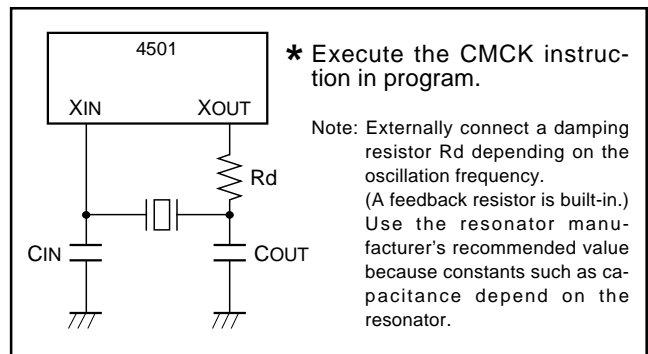 4501
XIN XOUT
Rd
CIN COUT
* Execute the CMCK instruc-
tion in program.
Note: Externally connect a damping
resistor Rd depending on the
oscillation frequency.
(A feedback resistor is built-in.)
Use the resonator manu-
facturer's recommended value
because constants such as ca-
pacitance depend on the
resonator.